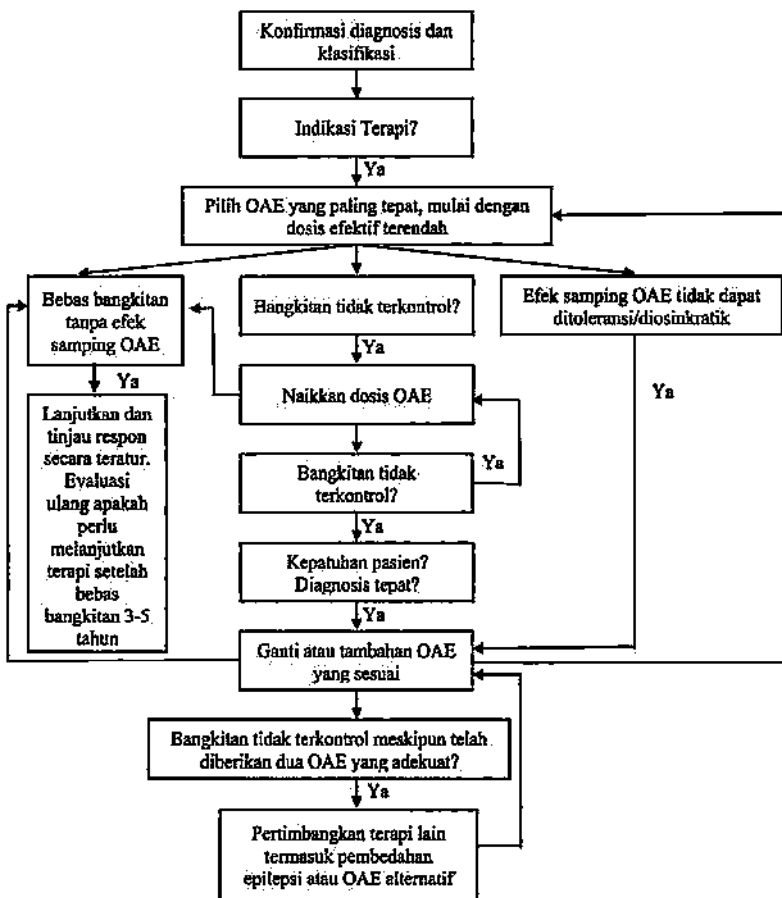 Konfirmasi diagnosis dan
klasifikasi
Indikasi Terapi?
Ya
Pilih OAE yang paling tepat, mulai dengan
dosis efektif terendah
Bebas bangkitan
tanpa efek
samping OAE
Bangkitan tidak terkontrol?
Efek samping OAE tidak dapat
ditoleransi/diosinkratik
Ya
Ya
Ya
Lanjutkan dan
tinjau respon
secara teratur.
Evaluasi
ulang apakah
perlu
melanjutkan
terapi setelah
bebas
bangkitan 3-5
tahun
Naikkan dosis OAE
Bangkitan tidak
terkontrol?
Ya
Ya
Kepatuhan pasien?
Diagnosis tepat?
Ya
Ganti atau tambahan OAE
yang sesuai
Bangkitan tidak terkontrol meskipun telah
diberikan dua OAE yang adekuat?
Ya
Pertimbangkan terapi lain
termasuk pembedahan
epilepsi atau OAE alternatif